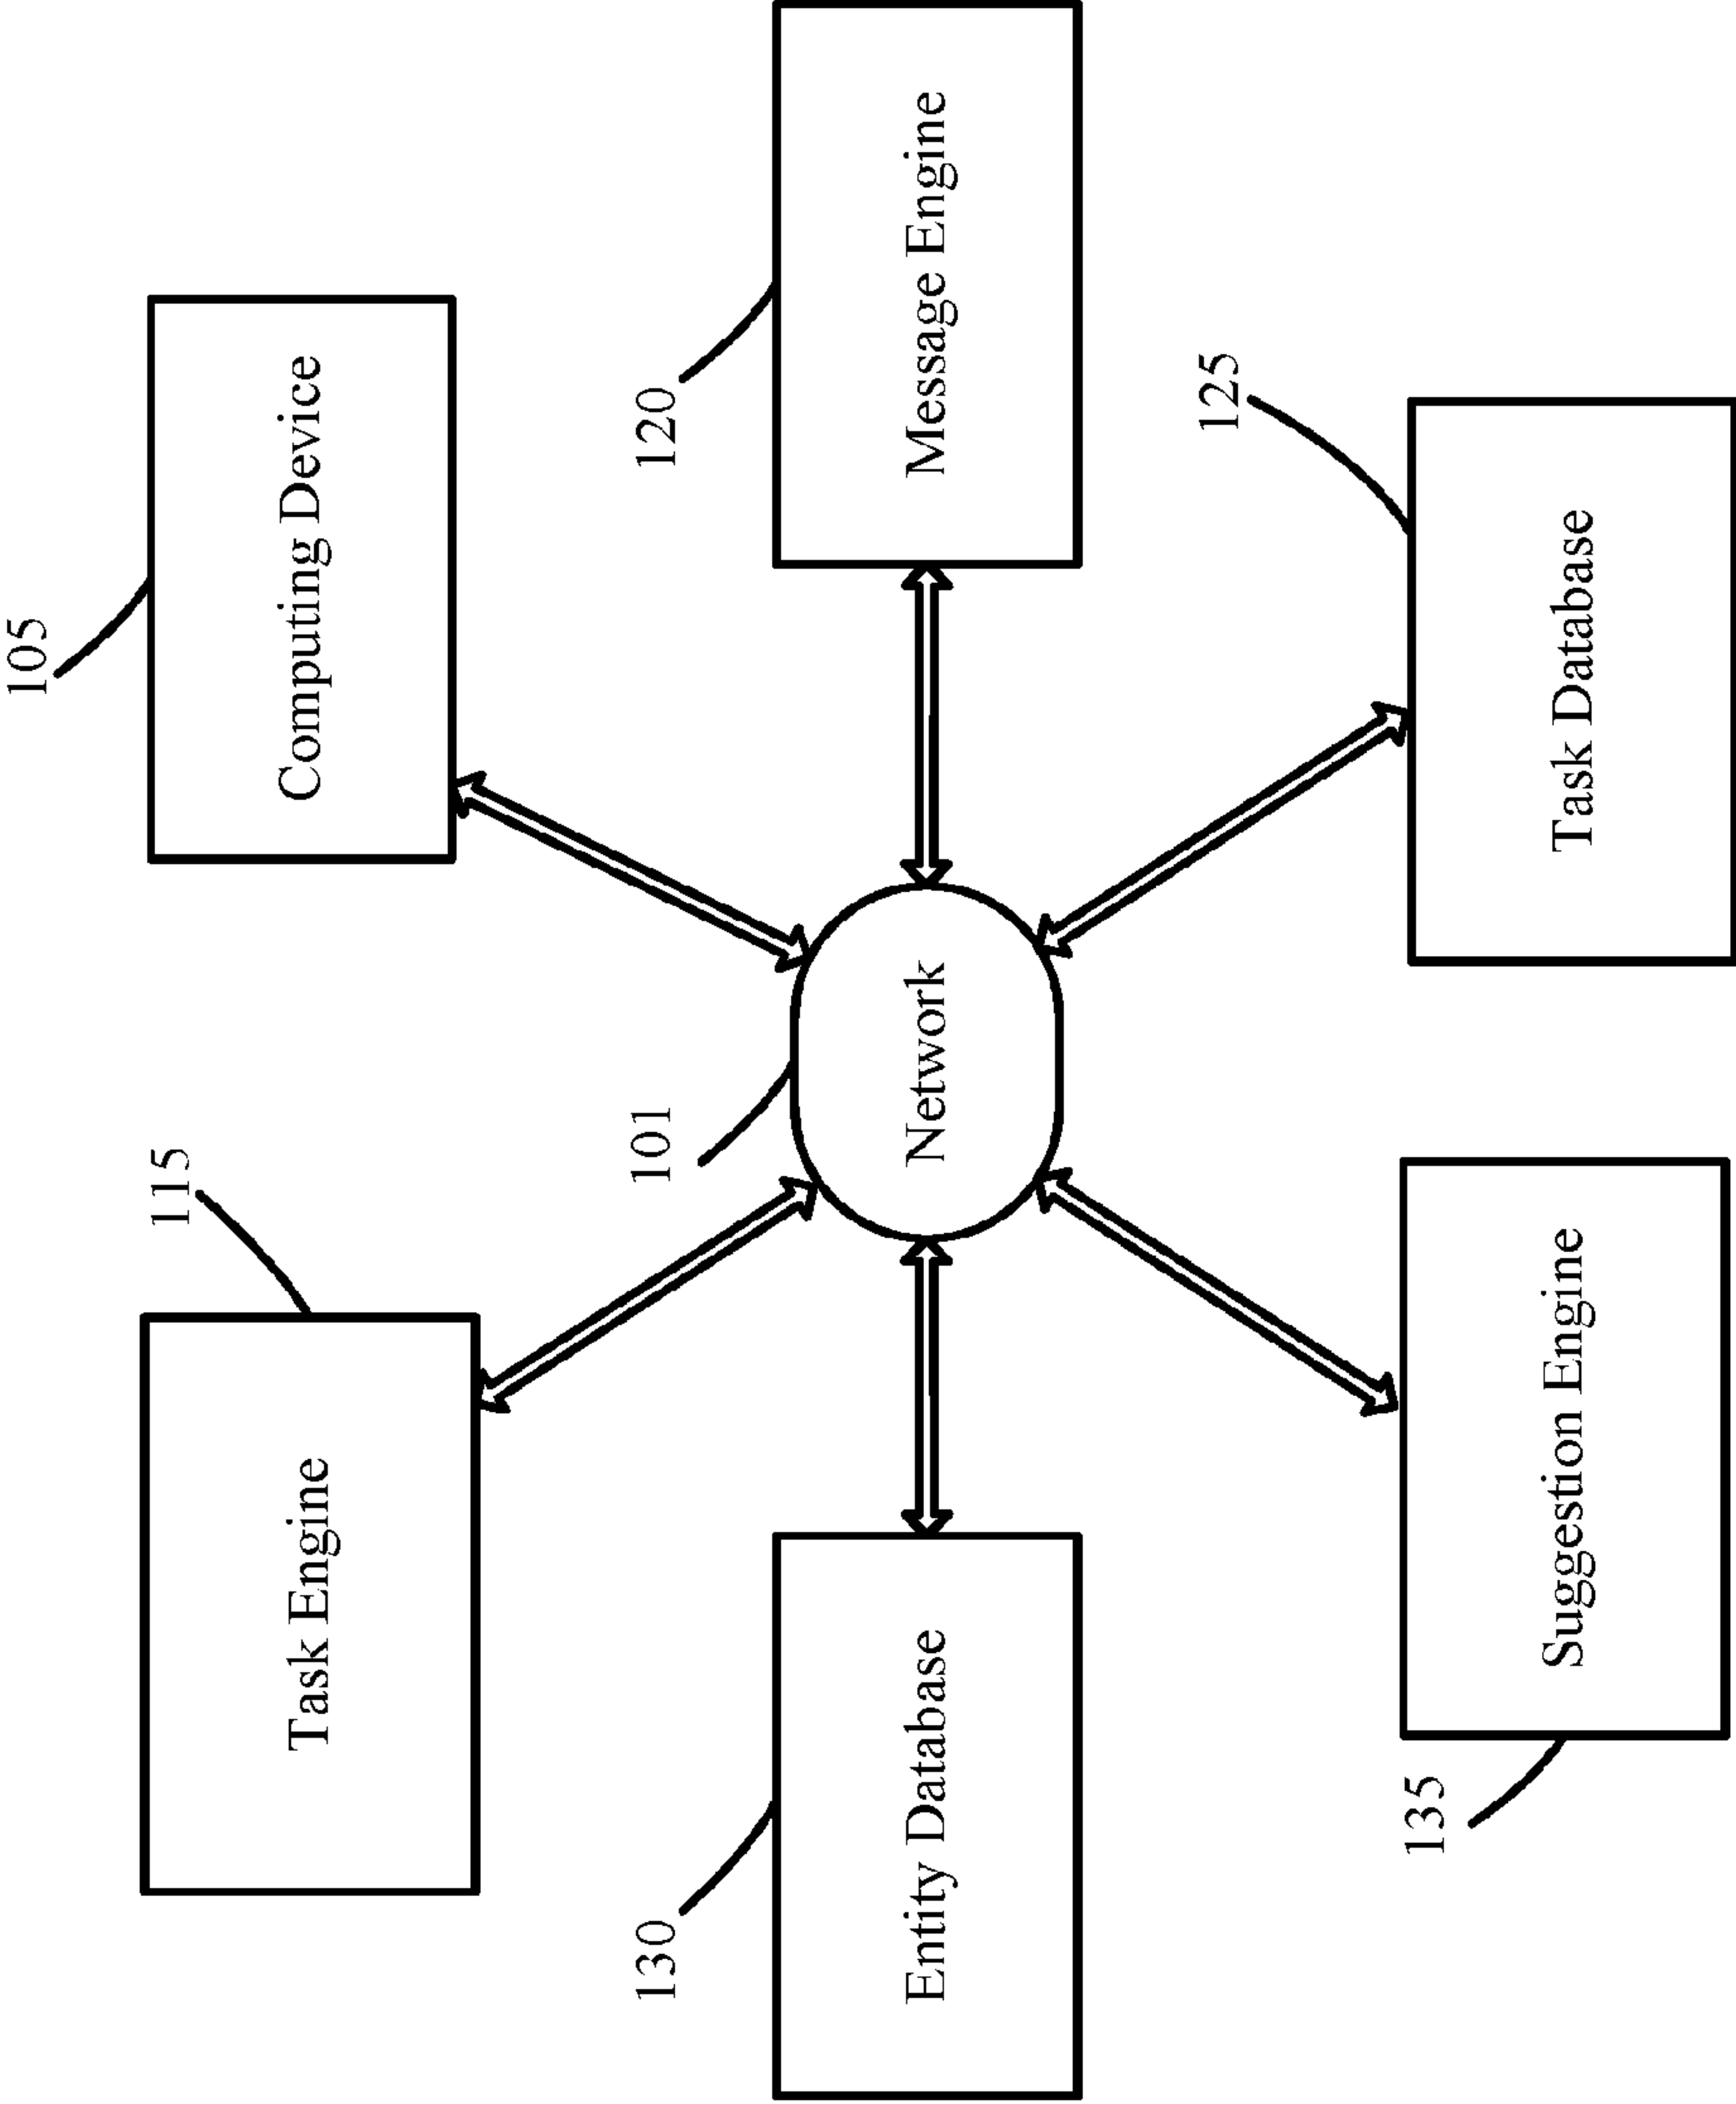 105
115
Task Engine
Computing Device
130
101
120
Entity Database
Network
Message Engine
125
135
Suggestion Engine
Task Database